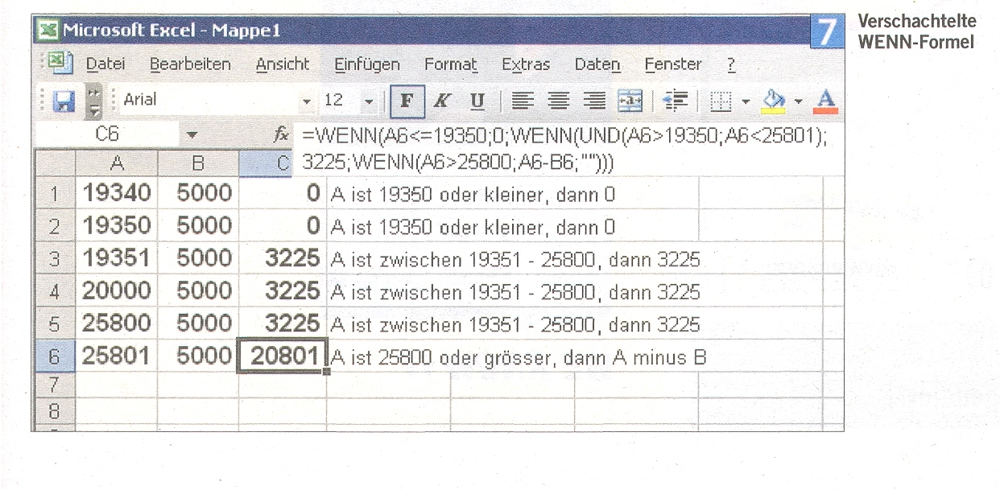 Microsoft Excel - Mappe1
7
Verschachtelte
WENN-Formel
Datei Bearbeiten Ansicht Einfügen Format Extras Daten Fenster ?
Arial 12 F K U A
C6 fx =WENN(A6<=19350;0;WENN(UND(A6>19350;A6<25801);
3225;WENN(A6>25800;A6-B6;"")))
A B C
1 19340 5000 0 A ist 19350 oder kleiner, dann 0
2 19350 5000 0 A ist 19350 oder kleiner, dann 0
3 19351 5000 3225 A ist zwischen 19351 - 25800, dann 3225
4 20000 5000 3225 A ist zwischen 19351 - 25800, dann 3225
5 25800 5000 3225 A ist zwischen 19351 - 25800, dann 3225
6 25801 5000 20801 A ist 25800 oder grösser, dann A minus B
7
8